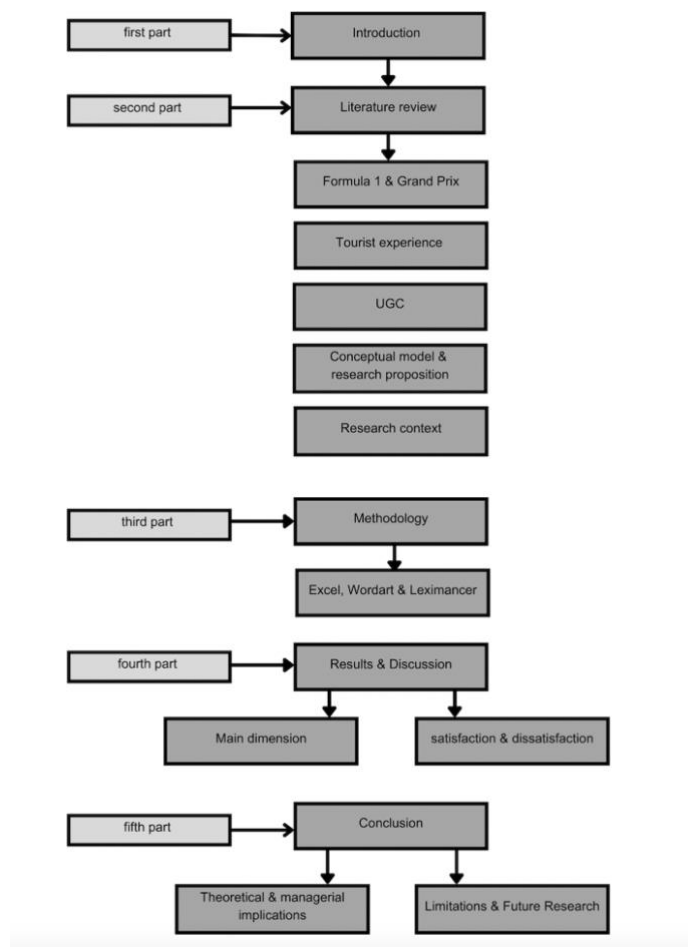 first part
Introduction
second part
Literature review
Formula 1 & Grand Prix
Tourist experience
UGC
Conceptual model &
research proposition
Research context
third part
Methodology
Excel, Wordart & Leximancer
fourth part
Results & Discussion
Main dimension
satisfaction & dissatisfaction
fifth part
Conclusion
Theoretical & managerial
implications
Limitations & Future Research